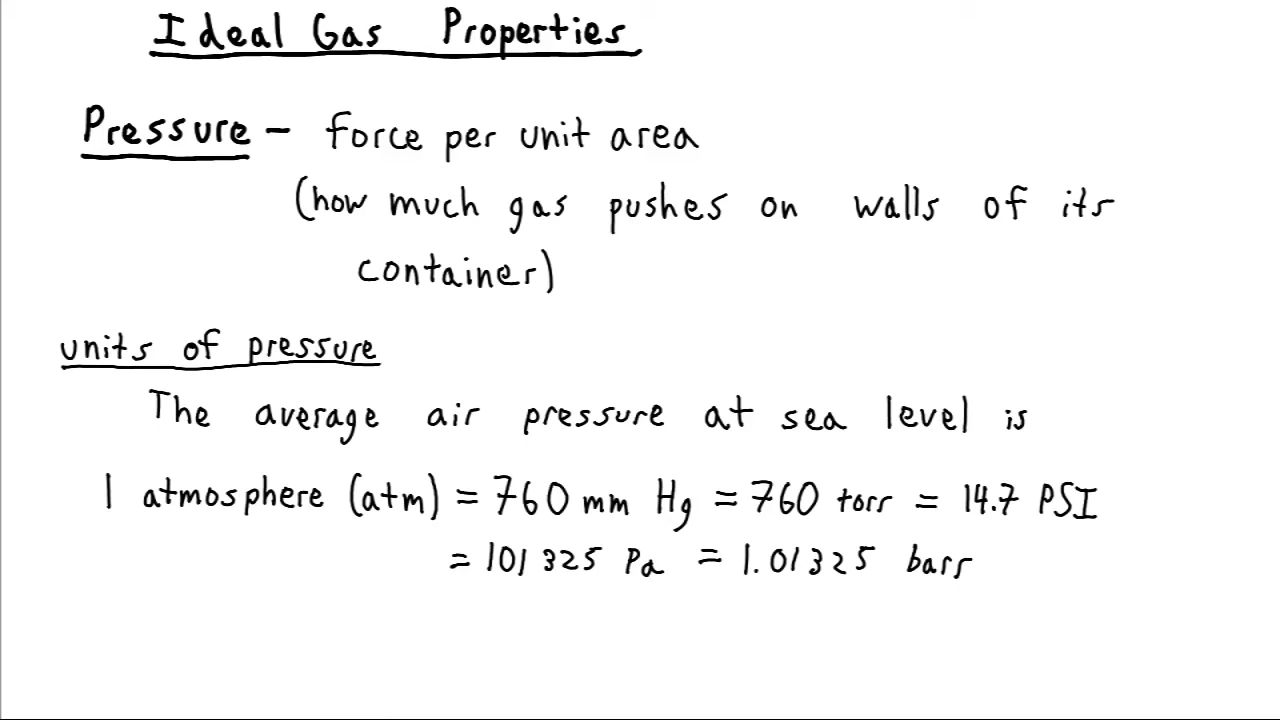 Ideal Gas Properties
Pressure - force per unit area
(how much gas pushes on walls of its
container)
units of pressure
The average air pressure at sea level is
1 atmosphere (atm) = 760 mm Hg = 760 torr = 14.7 PSI
= 101325 Pa = 1.01325 bars